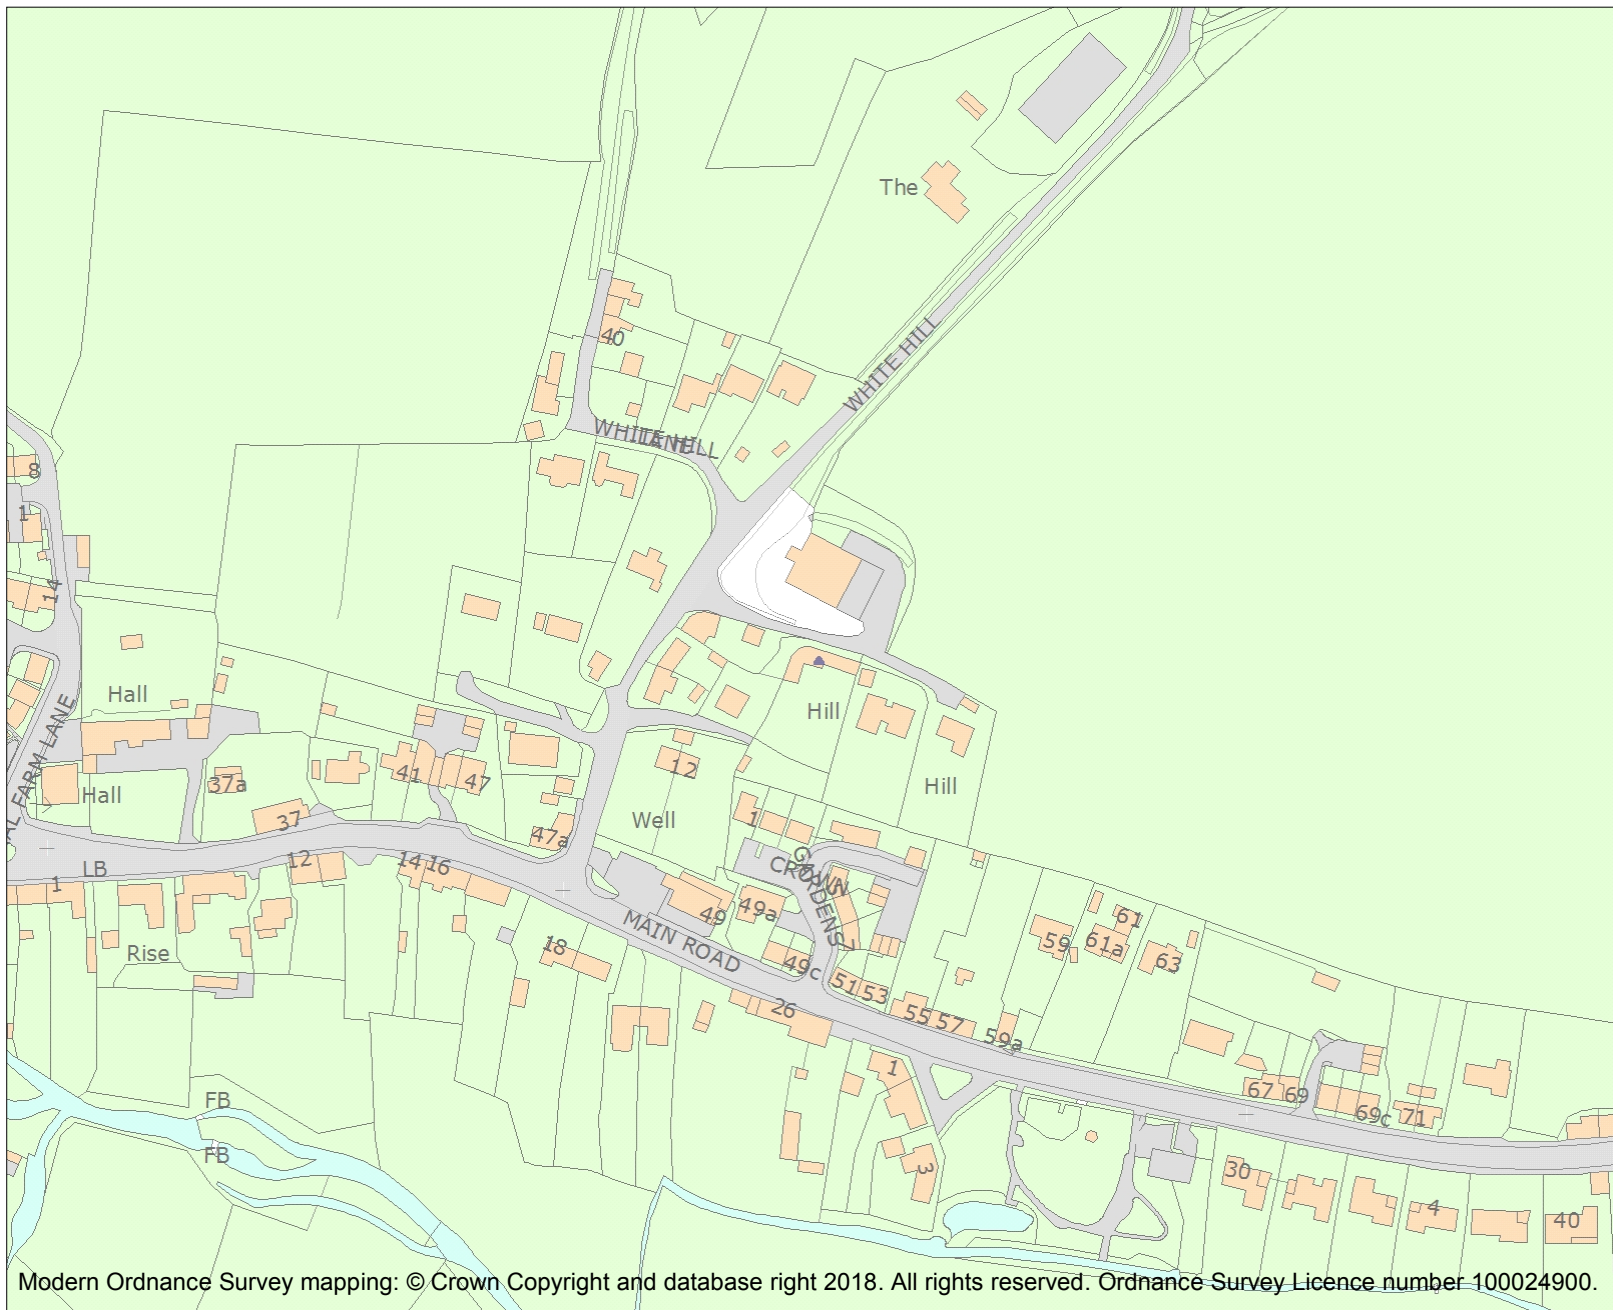 The
WHITE HILL
40
WHITE HILL
LANE
8
1
14
Hall
Hill
FARM LANE
37a
41
47
12
Hill
Hall
37
47a
Well
1
LB
12
14
16
CROWN
GARDENS
1
49
49a
7
MAIN ROAD
59
61a
61
63
Rise
18
49c
51
53
26
55
57
59a
1
67
69
69c
71
FB
FB
3
30
4
40
Modern Ordnance Survey mapping: © Crown Copyright and database right 2018. All rights reserved. Ordnance Survey Licence number 100024900.